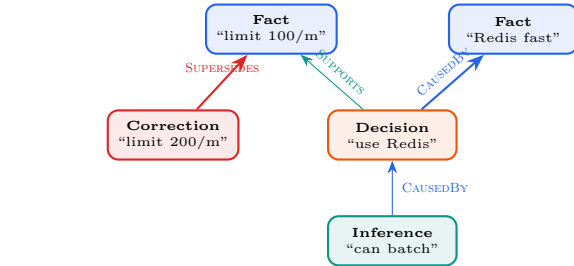 Fact
“limit 100/m”
Fact
“Redis fast”
Supersedes
Supports
CausedBy
Correction
“limit 200/m”
Decision
“use Redis”
CausedBy
Inference
“can batch”